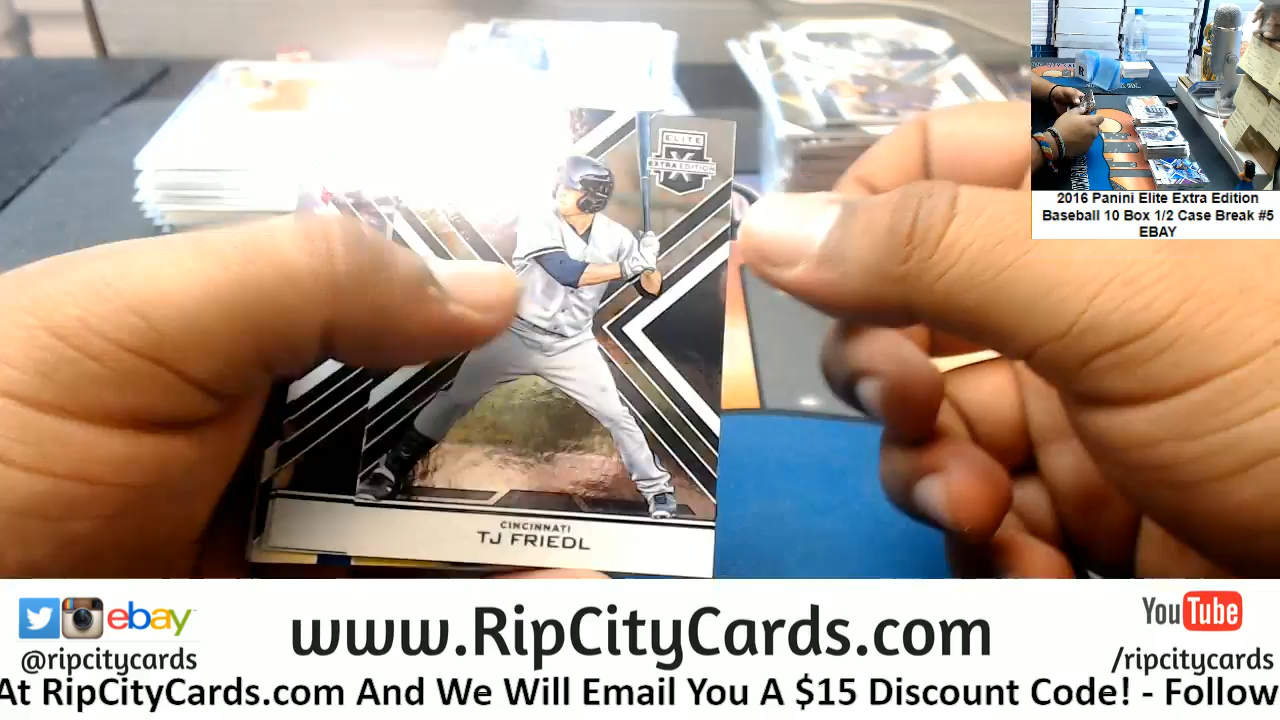 ELITE
X
EXTRA EDITION
CINCINNATI
TJ FRIEDL
2016 Panini Elite Extra Edition
Baseball 10 Box 1/2 Case Break #5
EBAY
ebay
@ripcitycards
www.RipCityCards.com
YouTube
/ripcitycards
At RipCityCards.com And We Will Email You A $15 Discount Code! - Follow